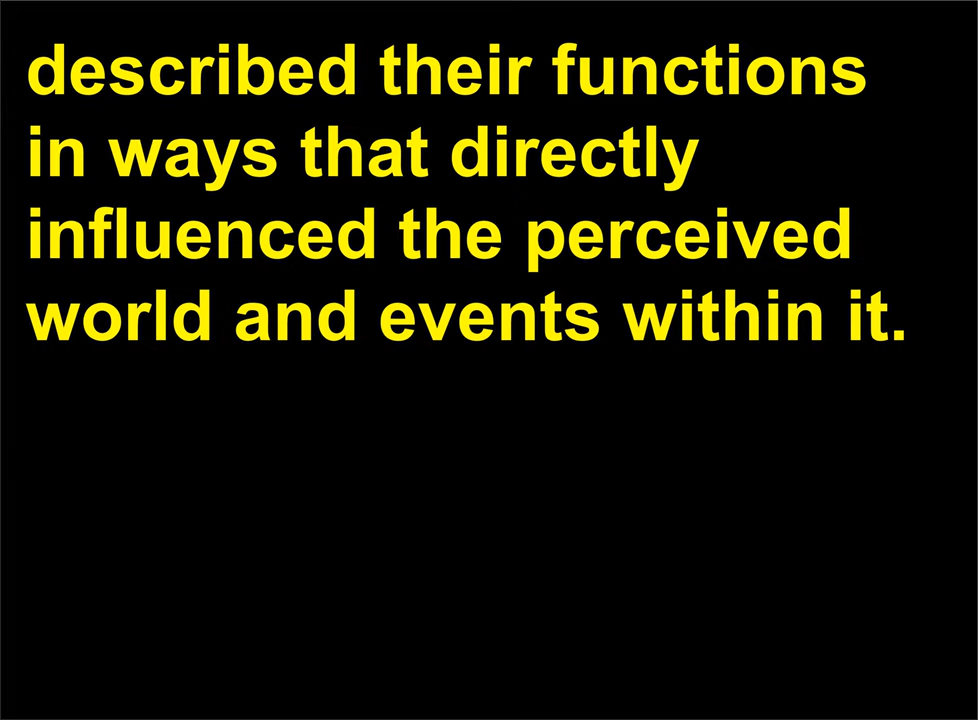 described their functions
in ways that directly
influenced the perceived
world and events within it.